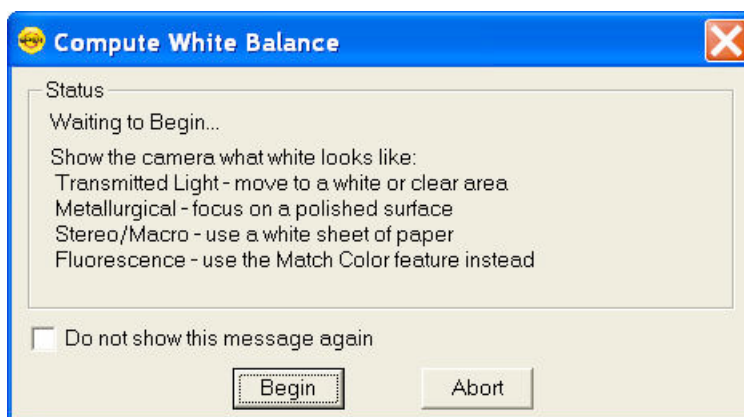 Compute White Balance
Status
Waiting to Begin...
Show the camera what white looks like:
Transmitted Light - move to a white or clear area
Metallurgical - focus on a polished surface
Stereo/Macro - use a white sheet of paper
Fluorescence - use the Match Color feature instead
Do not show this message again
Begin
Abort